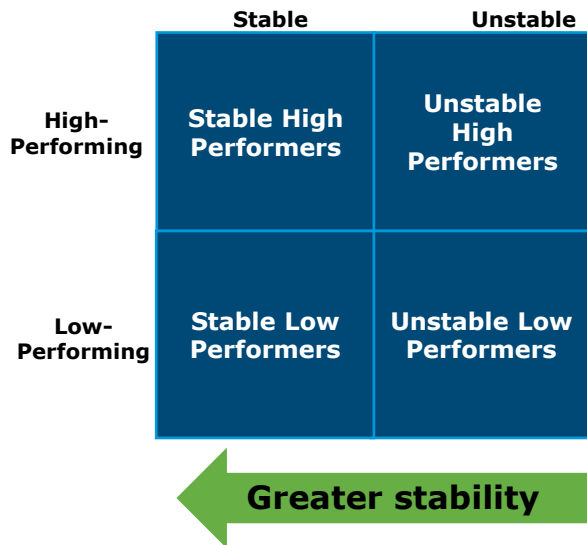 Stable
Unstable
High-
Performing
Stable High
Performers
Unstable
High
Performers
Low-
Performing
Stable Low
Performers
Unstable Low
Performers
Greater stability